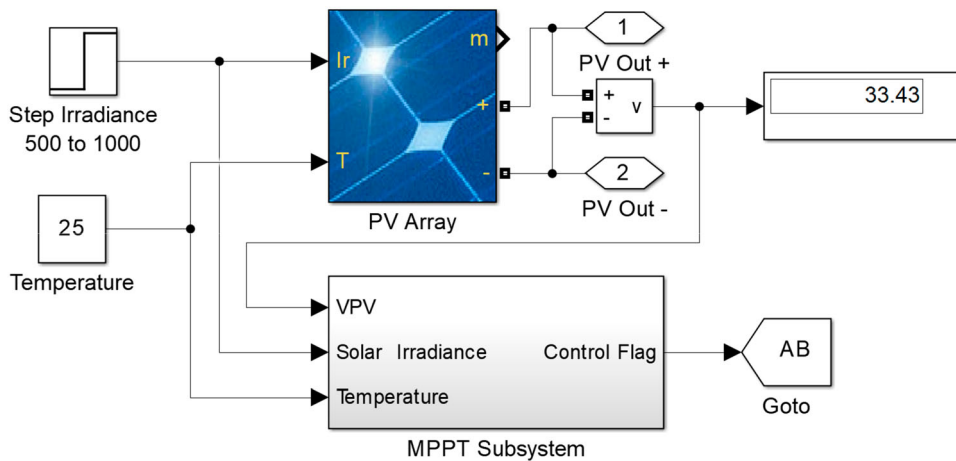 Step Irradiance
500 to 1000
Ir
T
m
+
-
PV Array
1
PV Out +
+
-
v
2
PV Out -
33.43
25
Temperature
VPV
Solar Irradiance
Temperature
Control Flag
MPPT Subsystem
AB
Goto